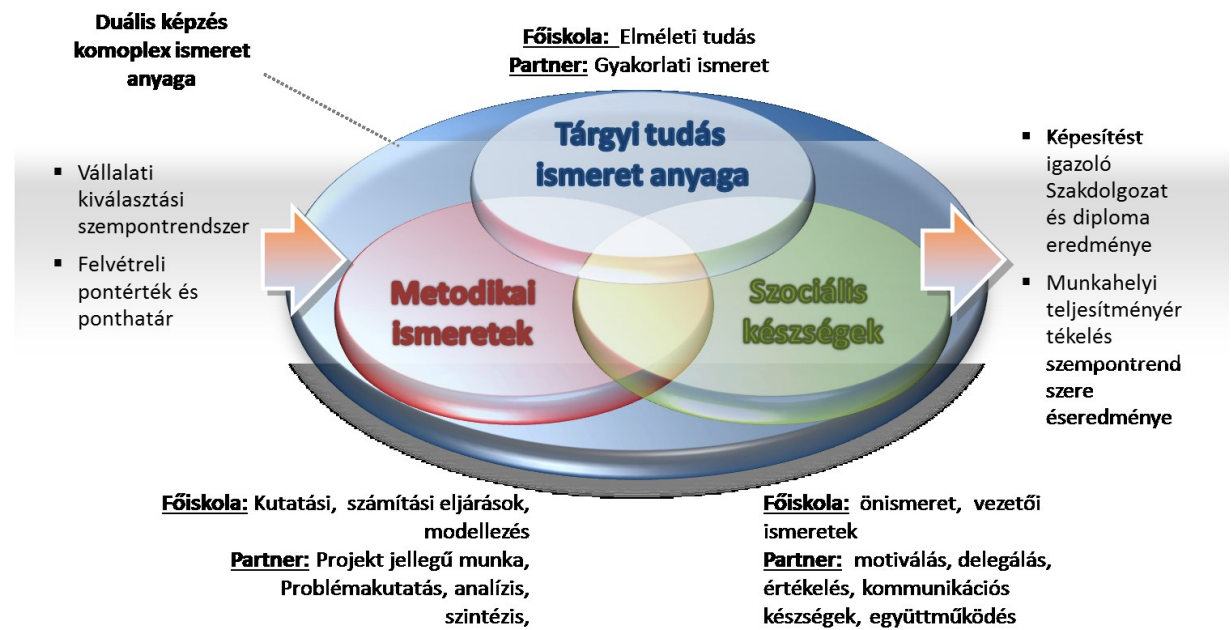 Duális képzés
komoplex ismeret
anyaga
Főiskola: Elméleti tudás
Partner: Gyakorlati ismeret
▪ Vállalati
kiválasztási
szempontrendszer
▪ Felvétreli
pontérték és
ponthatár
Tárgyi tudás
ismeret anyaga
Metodikai
ismeretek
Szociális
készségek
▪ Képesítést
igazoló
Szakdolgozat
és diploma
eredménye
▪ Munkahelyi
teljesítményér
tékelés
szempontrend
szere
éseredménye
Főiskola: Kutatási, számítási eljárások,
modellezés
Partner: Projekt jellegű munka,
Problémakutatás, analízis,
szintézis,
Főiskola: önismeret, vezetői
ismeretek
Partner: motiválás, delegálás,
értékelés, kommunikációs
készségek, együttműködés